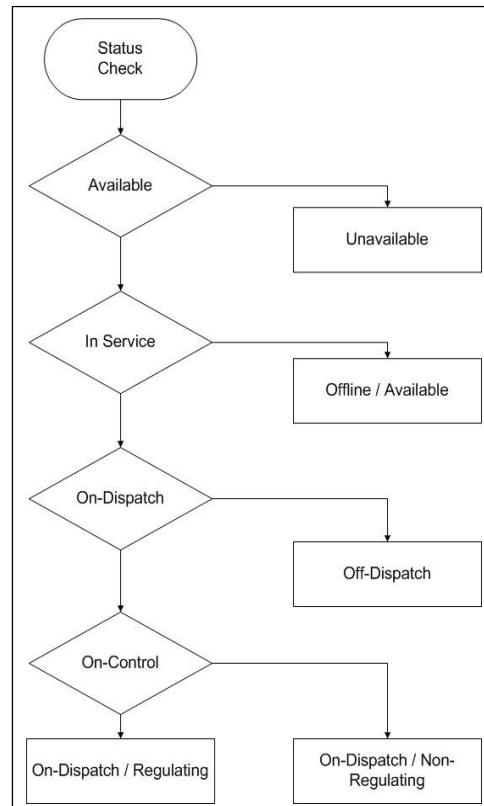 Status
Check
Available
Unavailable
In Service
Offline / Available
On-Dispatch
Off-Dispatch
On-Control
On-Dispatch / Regulating
On-Dispatch / Non-
Regulating